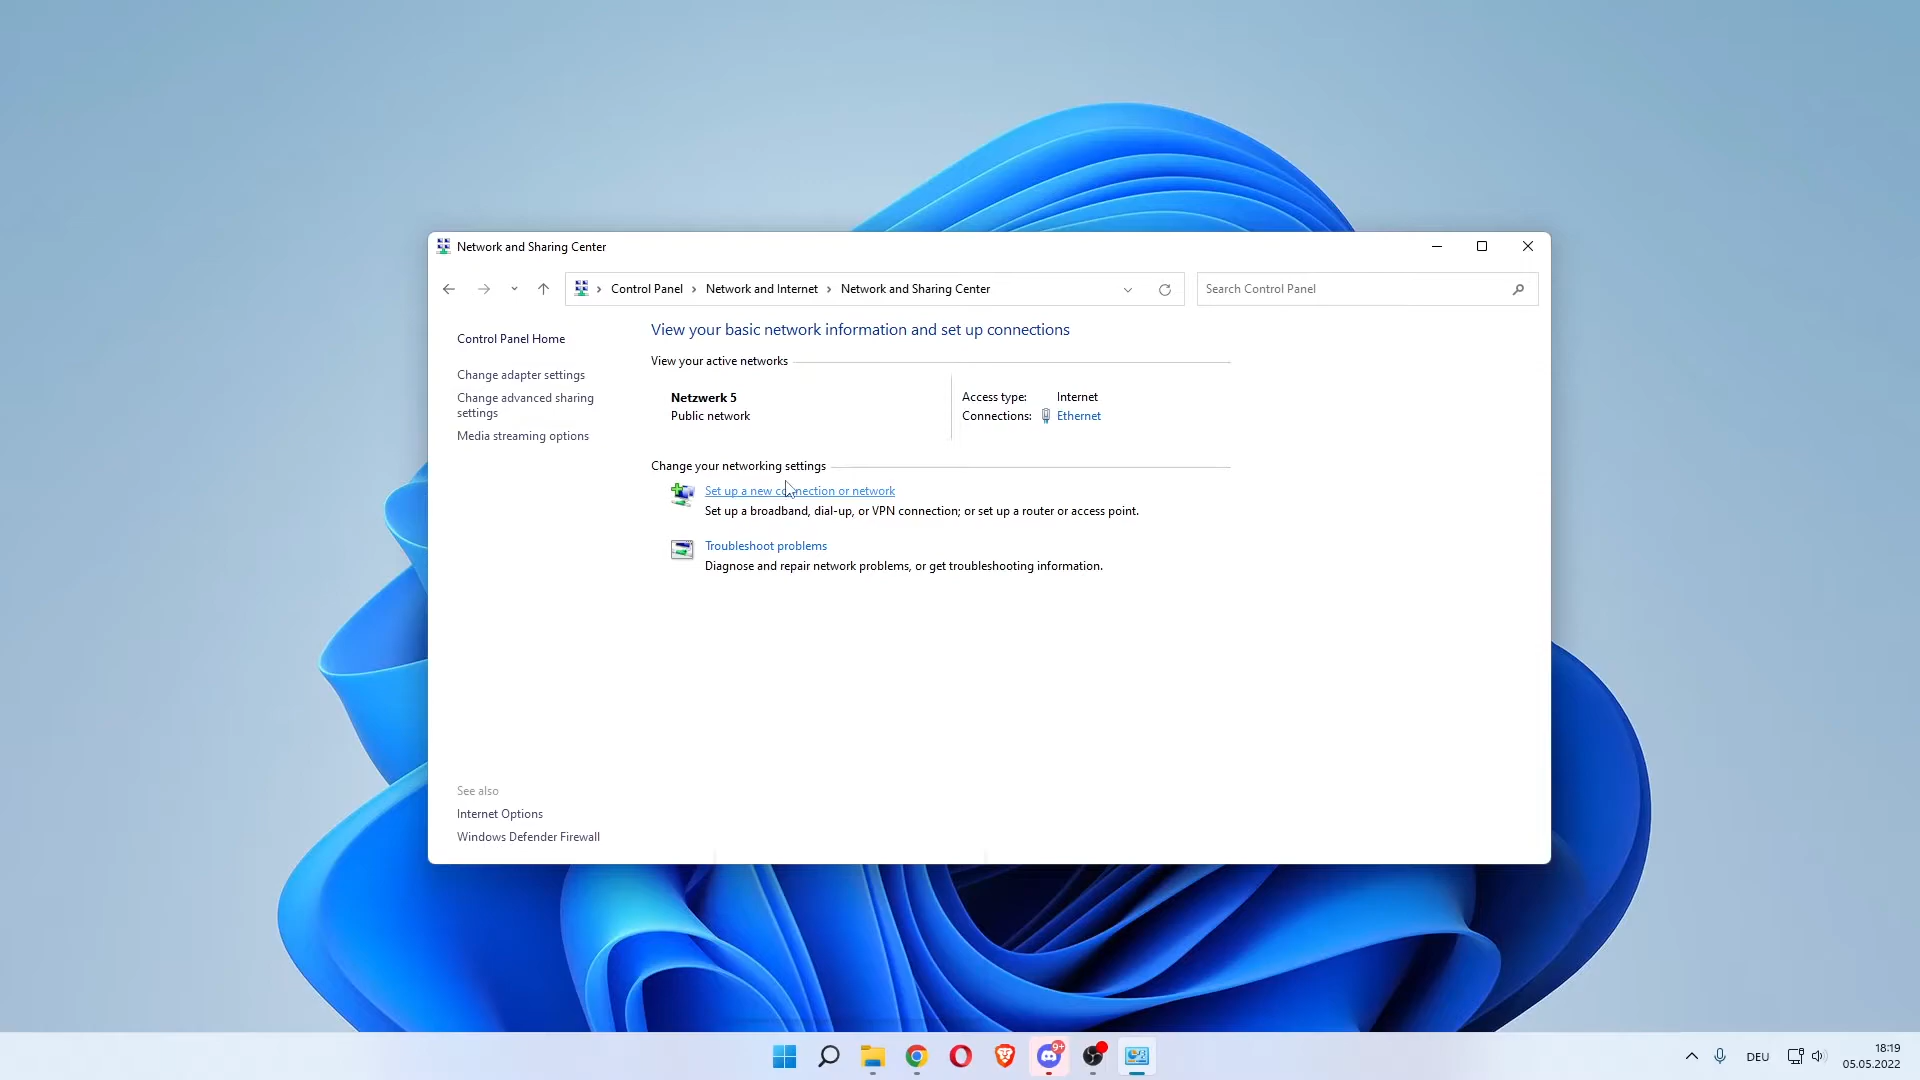 Network and Sharing Center
Control Panel Network and Internet Network and Sharing Center
Search Control Panel
Control Panel Home
Change adapter settings
Change advanced sharing
settings
Media streaming options
View your basic network information and set up connections
View your active networks
Netzwerk 5
Public network
Access type: Internet
Connections: Ethernet
Change your networking settings
Set up a new connection or network
Set up a broadband, dial-up, or VPN connection; or set up a router or access point.
Troubleshoot problems
Diagnose and repair network problems, or get troubleshooting information.
See also
Internet Options
Windows Defender Firewall
9+
DEU
18:19
05.05.2022